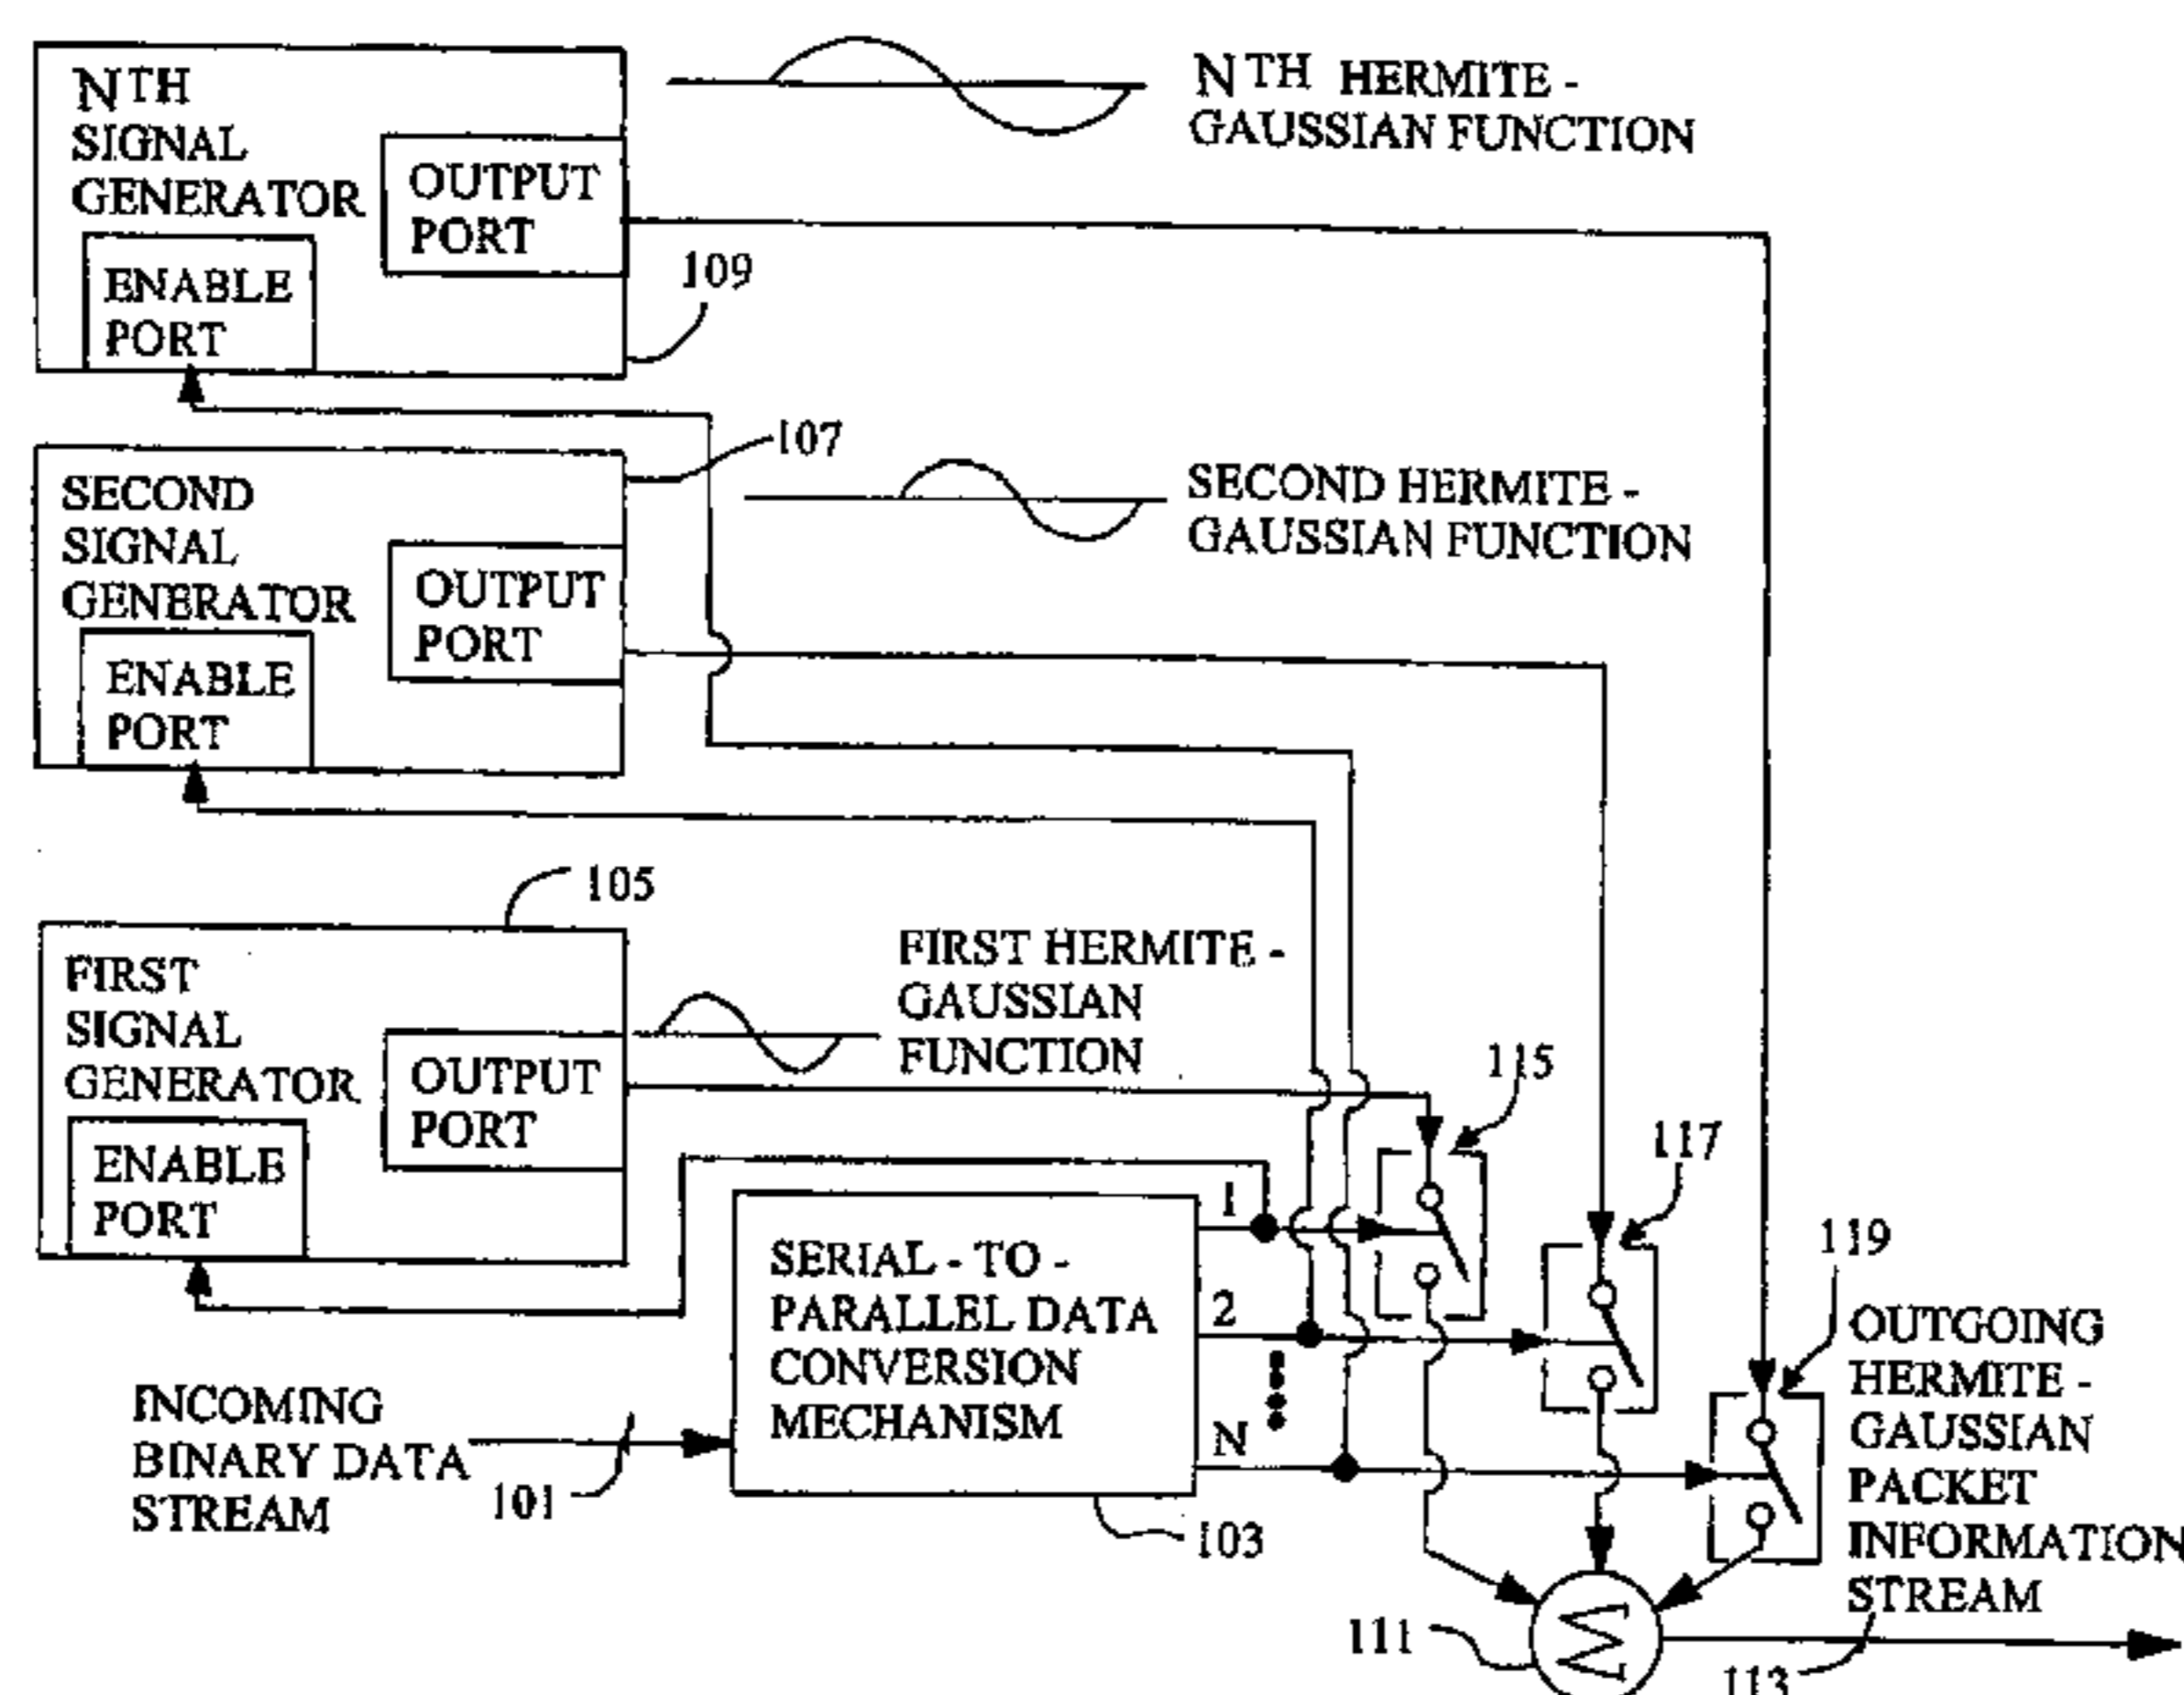 NTH
SIGNAL
GENERATOR
OUTPUT
PORT
ENABLE
PORT
109
NTH HERMITE -
GAUSSIAN FUNCTION
SECOND
SIGNAL
GENERATOR
OUTPUT
PORT
ENABLE
PORT
107
SECOND HERMITE -
GAUSSIAN FUNCTION
105
FIRST
SIGNAL
GENERATOR
OUTPUT
PORT
ENABLE
PORT
FIRST HERMITE -
GAUSSIAN
FUNCTION
115
117
119
SERIAL - TO -
PARALLEL DATA
CONVERSION
MECHANISM
1
2
N
INCOMING
BINARY DATA
STREAM
101
103
OUTGOING
HERMITE -
GAUSSIAN
PACKET
INFORMATION
STREAM
111
Σ
113